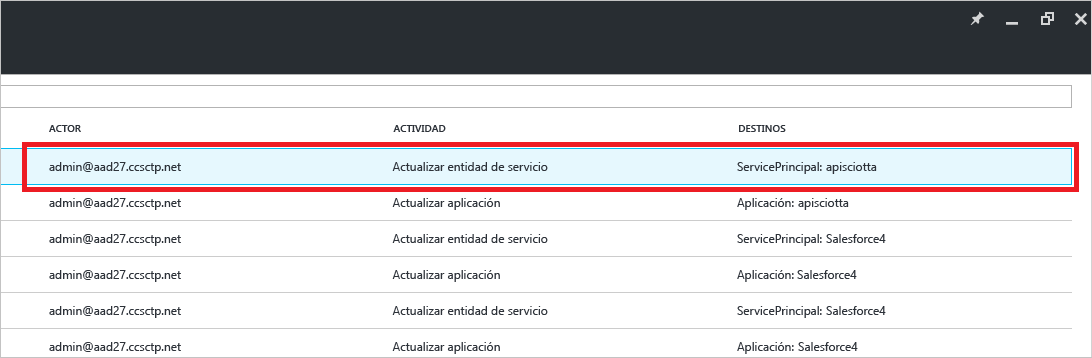 ACTOR ACTIVIDAD DESTINOS
admin@aad27.ccsctp.net Actualizar entidad de servicio ServicePrincipal: apisciotta
admin@aad27.ccsctp.net Actualizar aplicación Aplicación: apisciotta
admin@aad27.ccsctp.net Actualizar entidad de servicio ServicePrincipal: Salesforce4
admin@aad27.ccsctp.net Actualizar aplicación Aplicación: Salesforce4
admin@aad27.ccsctp.net Actualizar entidad de servicio ServicePrincipal: Salesforce4
admin@aad27.ccsctp.net Actualizar aplicación Aplicación: Salesforce4